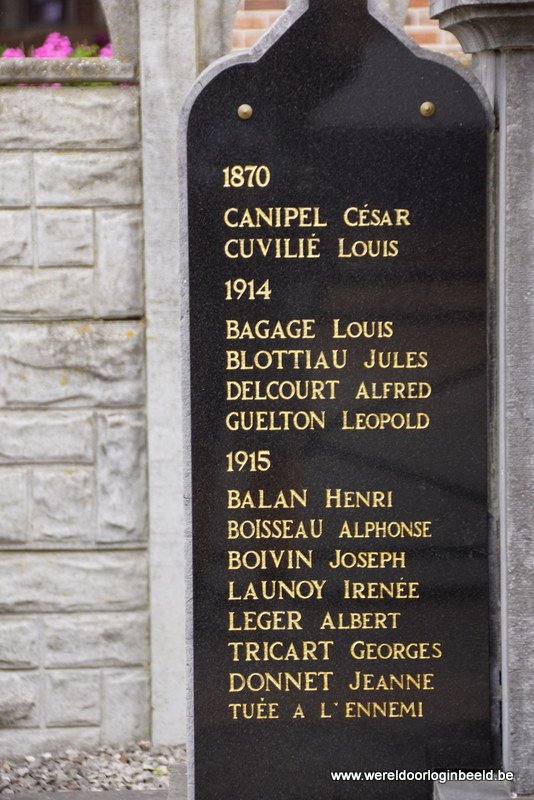 1870
CANIPEL CÉSAR
CUVILIÉ LOUIS
1914
BAGAGE LOUIS
BLOTTIAU JULES
DELCOURT ALFRED
GUELTON LEOPOLD
1915
BALAN HENRI
BOISSEAU ALPHONSE
BOIVIN JOSEPH
LAUNOY IRENÉE
LEGER ALBERT
TRICART GEORGES
DONNET JEANNE
TUÉE A L'ENNEMI
www.wereldoorloginbeeld.be